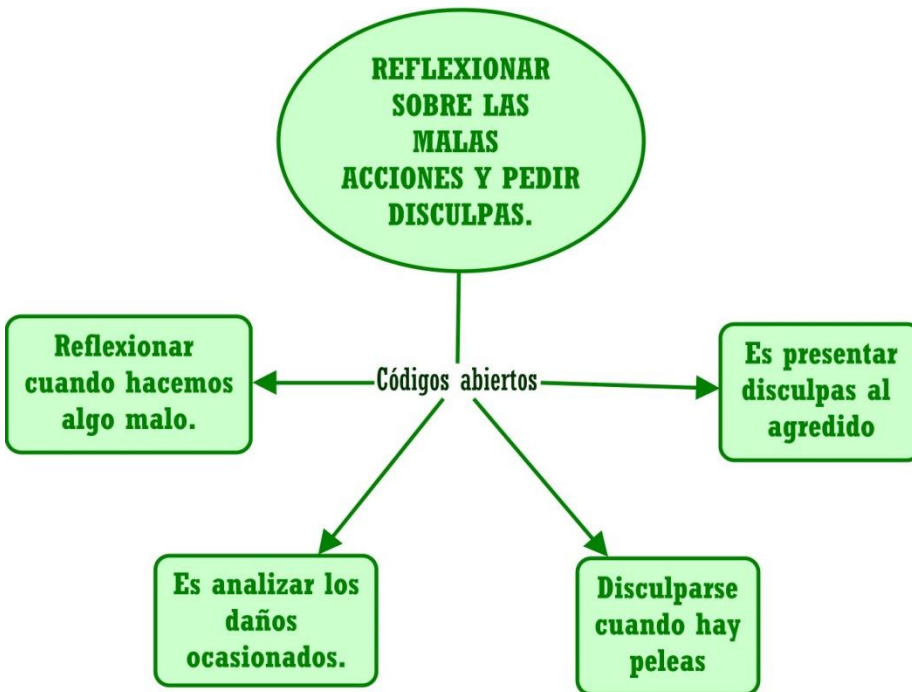 REFLEXIONAR
SOBRE LAS
MALAS
ACCIONES Y PEDIR
DISCULPAS.
Códigos abiertos
Reflexionar
cuando hacemos
algo malo.
Es presentar
disculpas al
agredido
Es analizar los
daños
ocasionados.
Disculparse
cuando hay
peleas